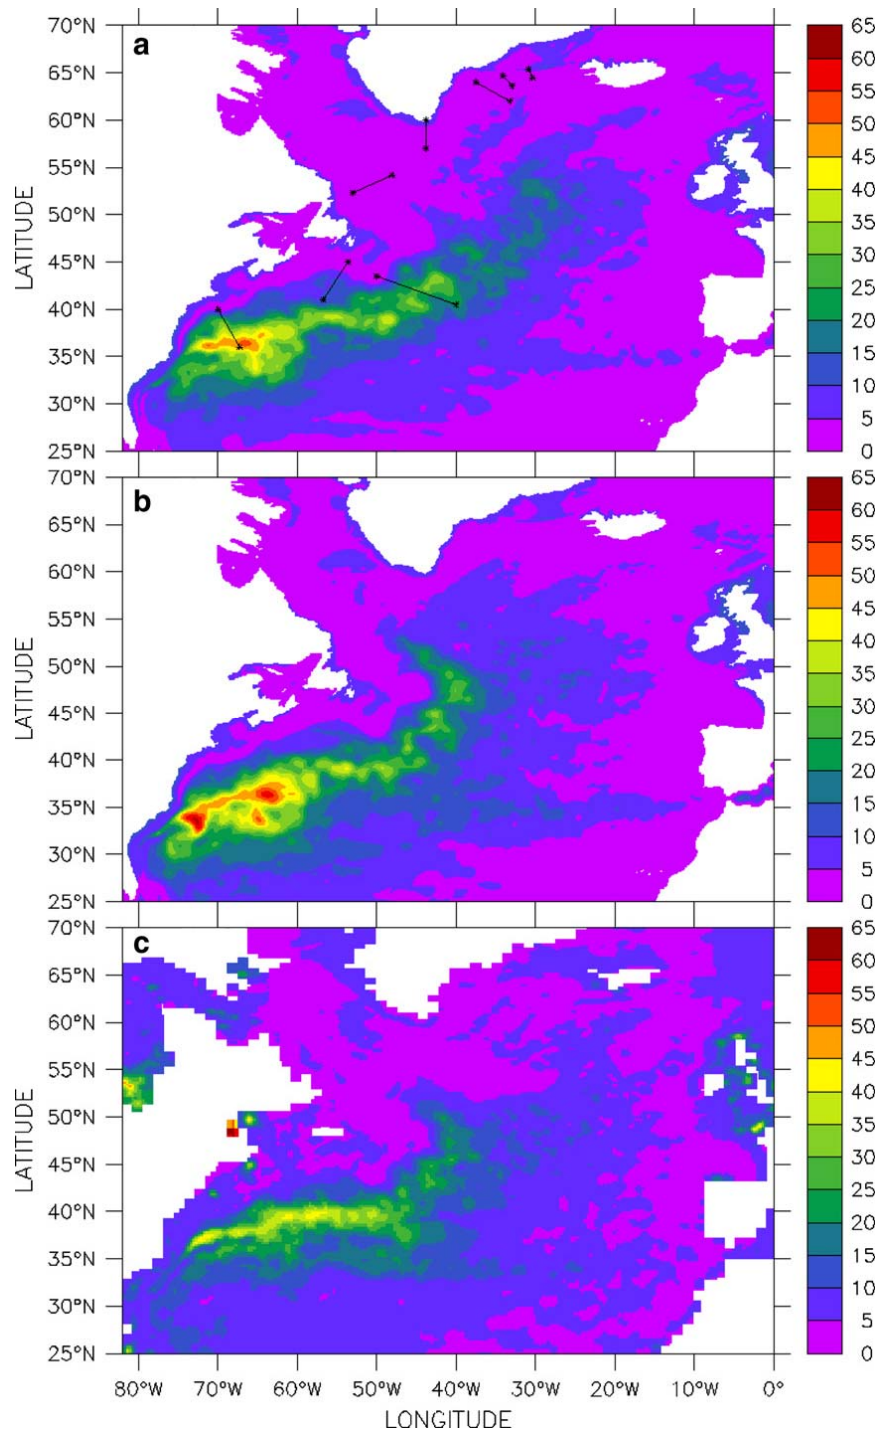 a
70°N
65°N
60°N
55°N
50°N
45°N
40°N
35°N
30°N
25°N
LATITUDE
65
60
55
50
45
40
35
30
25
20
15
10
5
0
b
70°N
65°N
60°N
55°N
50°N
45°N
40°N
35°N
30°N
25°N
LATITUDE
65
60
55
50
45
40
35
30
25
20
15
10
5
0
c
70°N
65°N
60°N
55°N
50°N
45°N
40°N
35°N
30°N
25°N
LATITUDE
65
60
55
50
45
40
35
30
25
20
15
10
5
0
80°W 70°W 60°W 50°W 40°W 30°W 20°W 10°W 0°
LONGITUDE